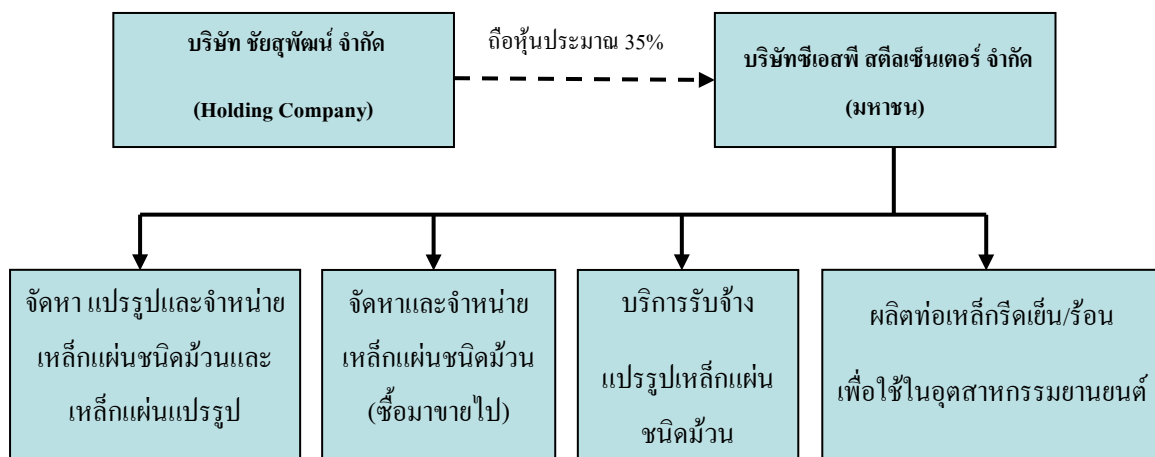 บริษัท ชัยสุพัฒน์ จำกัด
(Holding Company)
ถือหุ้นประมาณ 35%
บริษัทซีเอสพี สตีลเซ็นเตอร์ จำกัด
(มหาชน)
จัดหา แปรรูปและจำหน่าย
เหล็กแผ่นชนิดม้วนและ
เหล็กแผ่นแปรรูป
จัดหาและจำหน่าย
เหล็กแผ่นชนิดม้วน
(ซื้อมาขายไป)
บริการรับจ้าง
แปรรูปเหล็กแผ่น
ชนิดม้วน
ผลิตท่อเหล็กรีดเย็น/ร้อน
เพื่อใช้ในอุตสาหกรรมยานยนต์